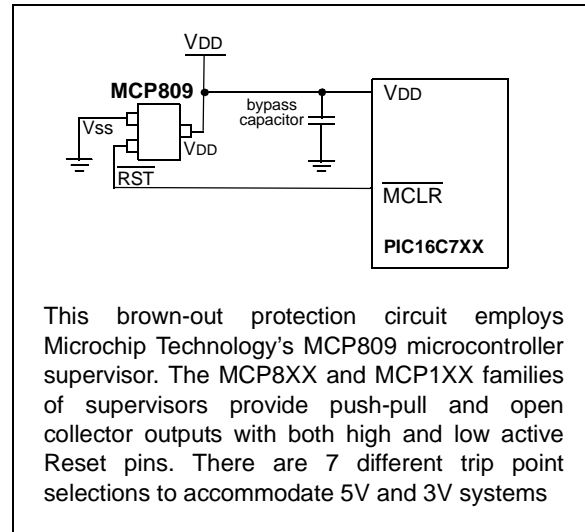 VDD
MCP809
bypass
capacitor
VDD
Vss
VDD
RST
MCLR
PIC16C7XX
This brown-out protection circuit employs
Microchip Technology's MCP809 microcontroller
supervisor. The MCP8XX and MCP1XX families
of supervisors provide push-pull and open
collector outputs with both high and low active
Reset pins. There are 7 different trip point
selections to accommodate 5V and 3V systems